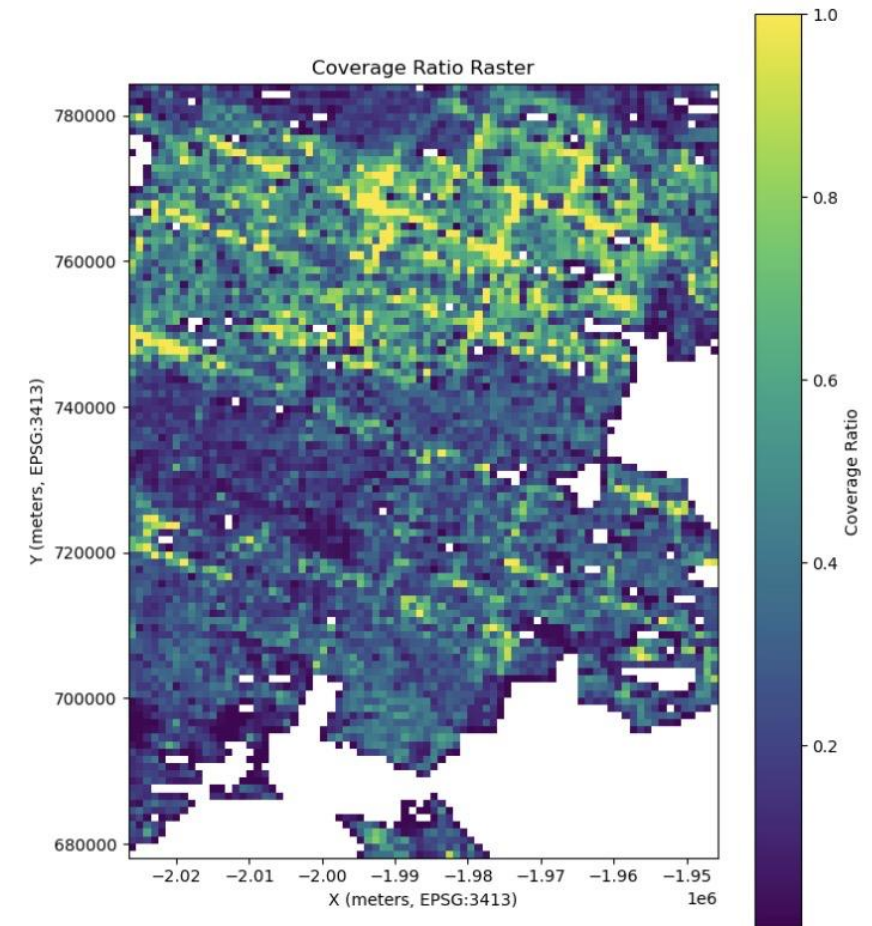 Coverage Ratio Raster
1.0
780000
0.8
760000
0.6
740000
Y (meters, EPSG:3413)
Coverage Ratio
720000
0.4
700000
0.2
680000
−2.02 −2.01 −2.00 −1.99 −1.98 −1.97 −1.96 −1.95
X (meters, EPSG:3413)
1e6